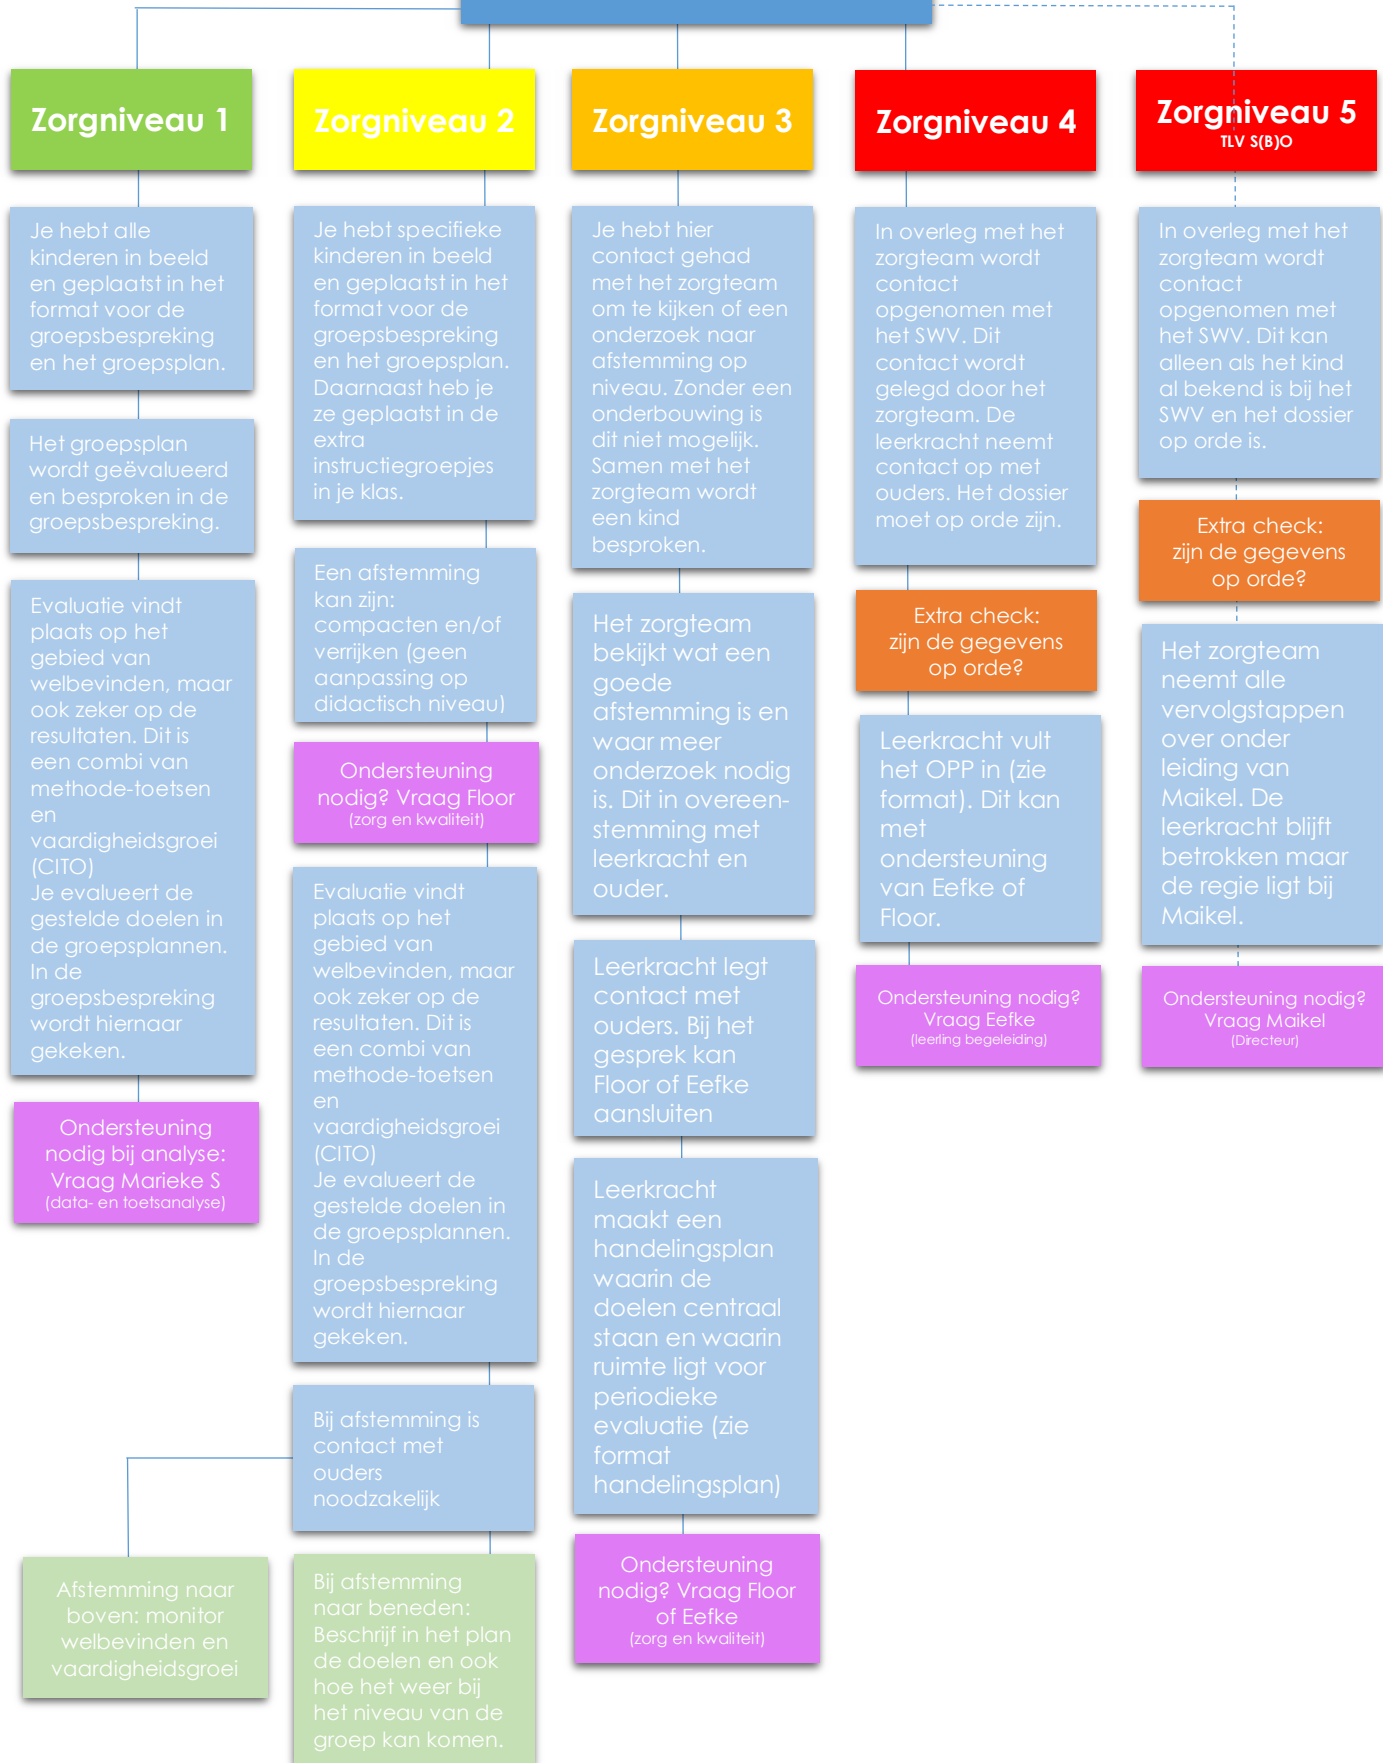 Zorgniveau 1
Je hebt alle
kinderen in beeld
en geplaatst in het
format voor de
groepsbespreking
en het groepsplan.
Het groepsplan
wordt geëvalueerd
en besproken in de
groepsbespreking.
Evaluatie vindt
plaats op het
gebied van
welbevinden, maar
ook zeker op de
resultaten. Dit is
een combi van
methode-toetsen
en
vaardigheidsgroei
(CITO)
Je evalueert de
gestelde doelen in
de groepsplannen.
In de
groepsbespreking
wordt hiernaar
gekeken.
Ondersteuning
nodig bij analyse:
Vraag Marieke S
(data- en toetsanalyse)
Zorgniveau 2
Je hebt specifieke
kinderen in beeld
en geplaatst in het
format voor de
groepsbespreking
en het groepsplan.
Daarnaast heb je
ze geplaatst in de
extra
instructiegroepjes
in je klas.
Een afstemming
kan zijn:
compacten en/of
verrijken (geen
aanpassing op
didactisch niveau)
Ondersteuning
nodig? Vraag Floor
(zorg en kwaliteit)
Evaluatie vindt
plaats op het
gebied van
welbevinden, maar
ook zeker op de
resultaten. Dit is
een combi van
methode-toetsen
en
vaardigheidsgroei
(CITO)
Je evalueert de
gestelde doelen in
de groepsplannen.
In de
groepsbespreking
wordt hiernaar
gekeken.
Bij afstemming is
contact met
ouders
noodzakelijk
Afstemming naar
boven: monitor
welbevinden en
vaardigheidsgroei
Bij afstemming
naar beneden:
Beschrijf in het plan
de doelen en ook
hoe het weer bij
het niveau van de
groep kan komen.
Zorgniveau 3
Je hebt hier
contact gehad
met het zorgteam
om te kijken of een
onderzoek naar
afstemming op
niveau. Zonder een
onderbouwing is
dit niet mogelijk.
Samen met het
zorgteam wordt
een kind
besproken.
Het zorgteam
bekijkt wat een
goede
afstemming is en
waar meer
onderzoek nodig
is. Dit in overeen-
stemming met
leerkracht en
ouder.
Leerkracht legt
contact met
ouders. Bij het
gesprek kan
Floor of Eefke
aansluiten
Leerkracht
maakt een
handelingsplan
waarin de
doelen centraal
staan en waarin
ruimte ligt voor
periodieke
evaluatie (zie
format
handelingsplan)
Ondersteuning
nodig? Vraag Floor
of Eefke
(zorg en kwaliteit)
Zorgniveau 4
In overleg met het
zorgteam wordt
contact
opgenomen met
het SWV. Dit
contact wordt
gelegd door het
zorgteam. De
leerkracht neemt
contact op met
ouders. Het dossier
moet op orde zijn.
Extra check:
zijn de gegevens
op orde?
Leerkracht vult
het OPP in (zie
format). Dit kan
met
ondersteuning
van Eefke of
Floor.
Ondersteuning nodig?
Vraag Eefke
(leerling begeleiding)
Zorgniveau 5
TLV S(B)O
In overleg met het
zorgteam wordt
contact
opgenomen met
het SWV. Dit kan
alleen als het kind
al bekend is bij het
SWV en het dossier
op orde is.
Extra check:
zijn de gegevens
op orde?
Het zorgteam
neemt alle
vervolgstappen
over onder
leiding van
Maikel. De
leerkracht blijft
betrokken maar
de regie ligt bij
Maikel.
Ondersteuning nodig?
Vraag Maikel
(Directeur)